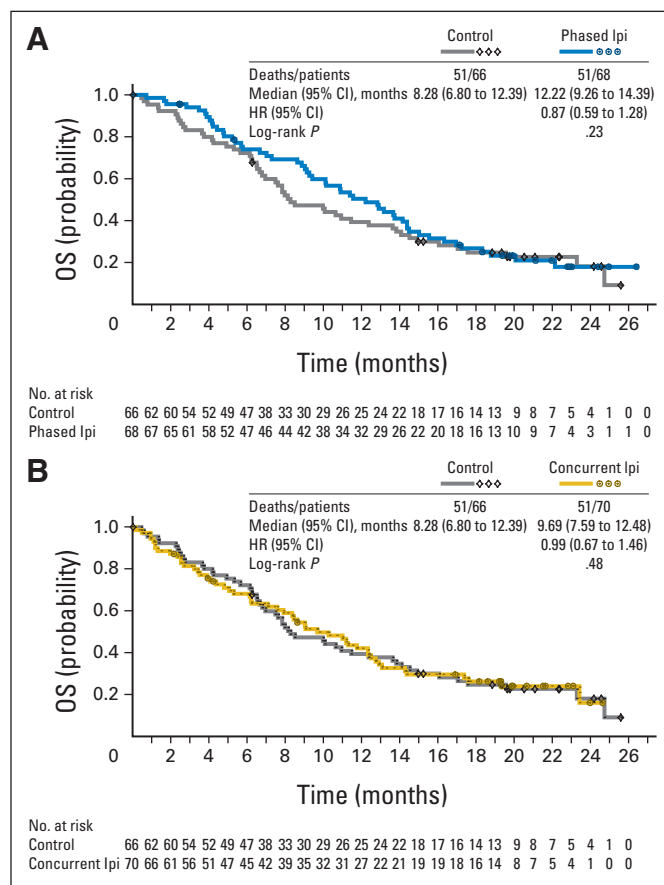 A
Control Phased Ipi
Deaths/patients 51/66 51/68
Median (95% CI), months 8.28 (6.80 to 12.39) 12.22 (9.26 to 14.39)
HR (95% CI) 0.87 (0.59 to 1.28)
Log-rank P .23
OS (probability)
1.0
0.8
0.6
0.4
0.2
0 2 4 6 8 10 12 14 16 18 20 22 24 26
Time (months)
No. at risk
Control 66 62 60 54 52 49 47 38 33 30 29 26 25 24 22 18 17 16 14 13 9 8 7 5 4 1 0 0
Phased Ipi 68 67 65 61 58 52 47 46 44 42 38 34 32 29 26 22 20 18 16 13 10 9 7 4 3 1 1 0
B
Control Concurrent Ipi
Deaths/patients 51/66 51/70
Median (95% CI), months 8.28 (6.80 to 12.39) 9.69 (7.59 to 12.48)
HR (95% CI) 0.99 (0.67 to 1.46)
Log-rank P .48
OS (probability)
1.0
0.8
0.6
0.4
0.2
0 2 4 6 8 10 12 14 16 18 20 22 24 26
Time (months)
No. at risk
Control 66 62 60 54 52 49 47 38 33 30 29 26 25 24 22 18 17 16 14 13 9 8 7 5 4 1 0
Concurrent Ipi 70 66 61 56 51 47 45 42 39 35 32 31 27 22 21 19 19 18 16 14 8 7 5 4 1 0 0